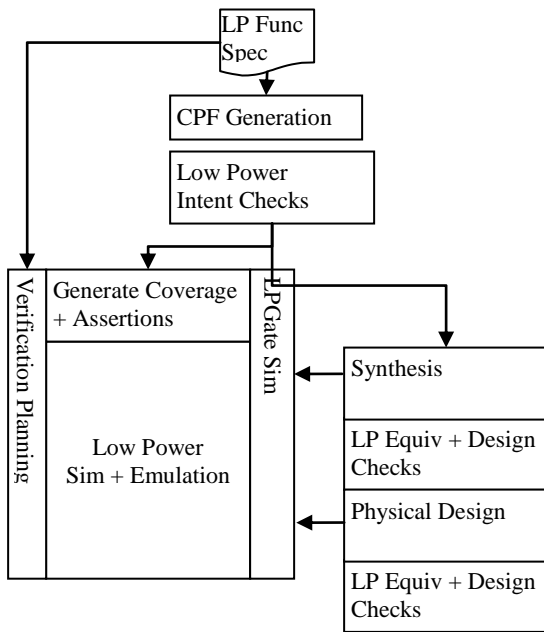 LP Func
Spec
CPF Generation
Low Power
Intent Checks
Verification Planning
Generate Coverage
+ Assertions
Low Power
Sim + Emulation
LPGate Sim
Synthesis
LP Equiv + Design
Checks
Physical Design
LP Equiv + Design
Checks